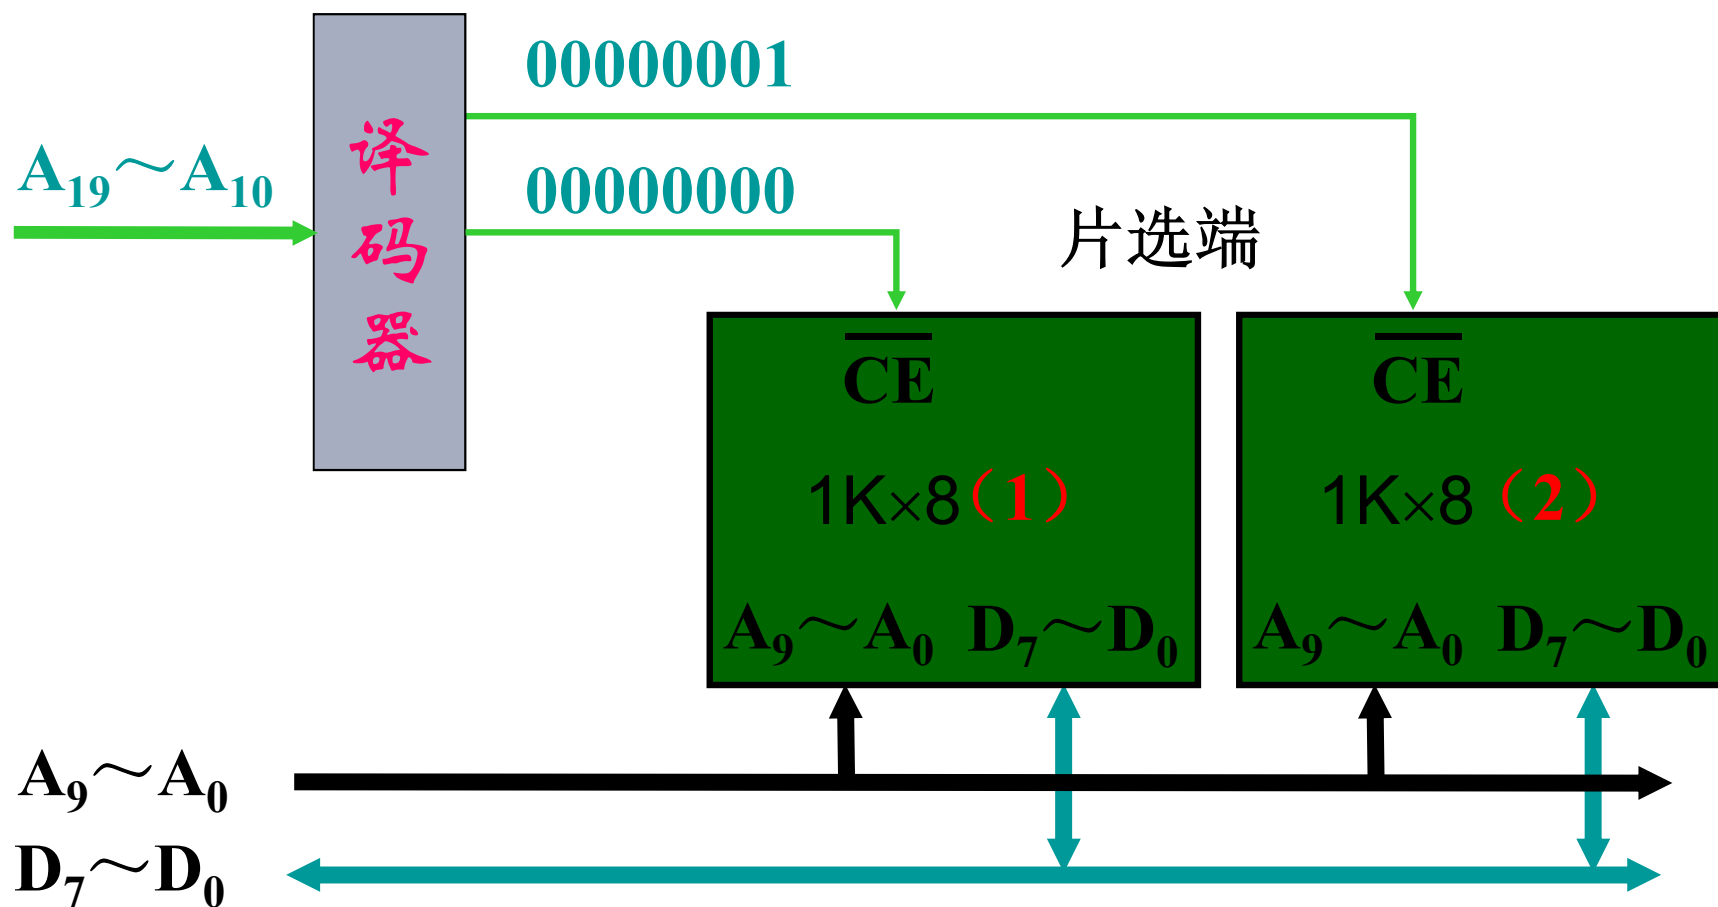 00000001
A₁₉～A₁₀
译码器
00000000
片选端
CE
CE
1K×8（1）
1K×8（2）
A₉～A₀ D₇～D₀
A₉～A₀ D₇～D₀
A₉～A₀
D₇～D₀